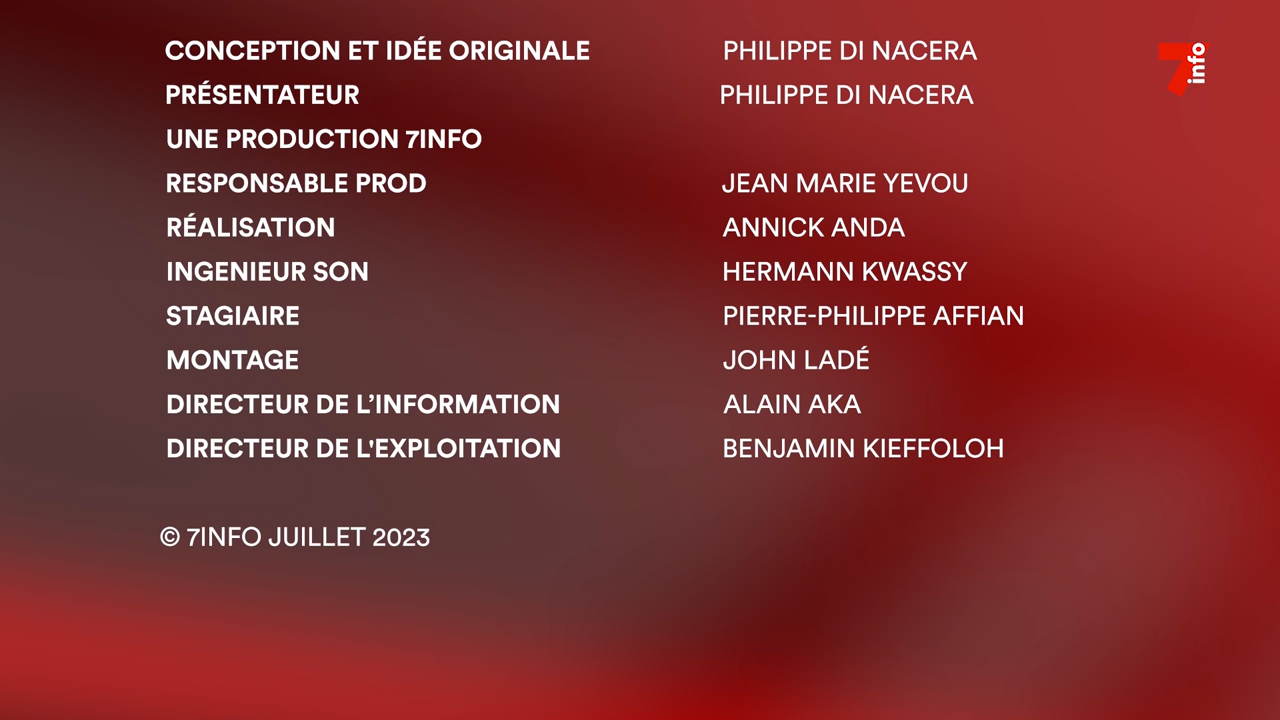 CONCEPTION ET IDÉE ORIGINALE PHILIPPE DI NACERA
PRÉSENTATEUR PHILIPPE DI NACERA
UNE PRODUCTION 7INFO
RESPONSABLE PROD JEAN MARIE YEVOU
RÉALISATION ANNICK ANDA
INGENIEUR SON HERMANN KWASSY
STAGIAIRE PIERRE-PHILIPPE AFFIAN
MONTAGE JOHN LADÉ
DIRECTEUR DE L’INFORMATION ALAIN AKA
DIRECTEUR DE L'EXPLOITATION BENJAMIN KIEFFOLOH
© 7INFO JUILLET 2023
7info